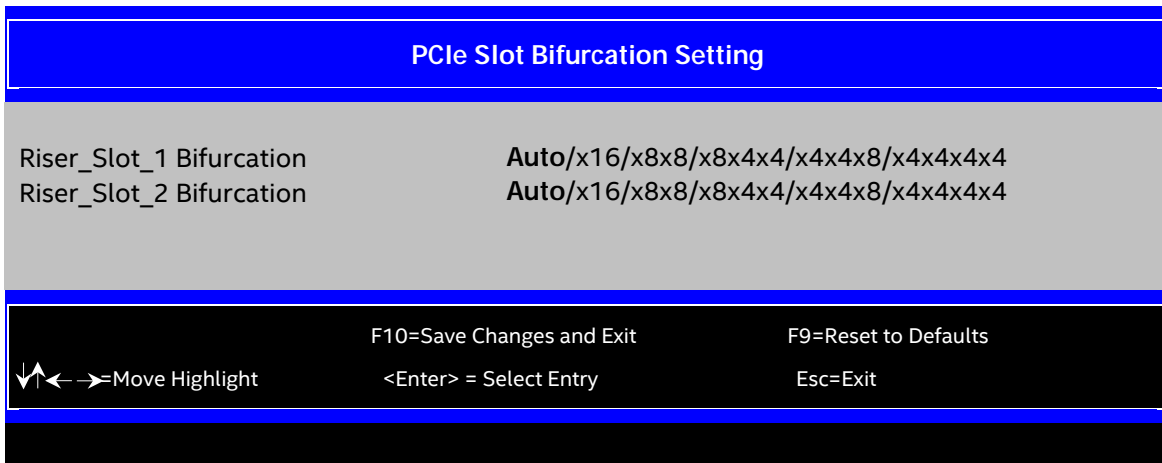 PCIe Slot Bifurcation Setting
Riser_Slot_1 Bifurcation Auto/x16/x8x8/x8x4x4/x4x4x8/x4x4x4x4
Riser_Slot_2 Bifurcation Auto/x16/x8x8/x8x4x4/x4x4x8/x4x4x4x4
F10=Save Changes and Exit F9=Reset to Defaults
↓↑←→=Move Highlight <Enter> = Select Entry Esc=Exit